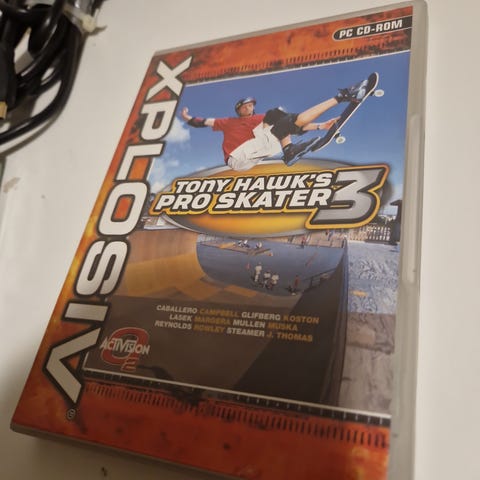 PC CD-ROM
XPLOSIV
TONY HAWK'S
PRO SKATER 3
CABALLERO CAMPBELL GLIFBERG KOSTON
LASEK MARGERA MULLEN MUSKA
REYNOLDS ROWLEY STEAMER J. THOMAS
ACTIVISION
O2
©